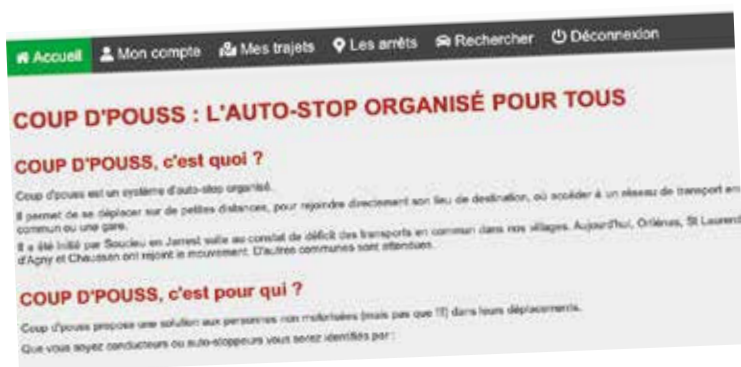 Accueil Mon compte Mes trajets Les arrêts Rechercher Déconnexion
COUP D'POUSS : L'AUTO-STOP ORGANISÉ POUR TOUS
COUP D'POUSS, c'est quoi ?
Coup d'pouss est un système d'auto-stop organisé.
Il permet de se déplacer sur de petites distances, pour rejoindre directement son lieu de destination, où accéder à un réseau de transport en
commun ou une gare.
Il a été initié par Soucieu en Jarrest suite au constat de déficit des transports en commun dans nos villages. Aujourd'hui, Orliénas, St Laurent
d'Agny et Chaussan ont rejoint le mouvement. D'autres communes sont attendues.
COUP D'POUSS, c'est pour qui ?
Coup d'pouss propose une solution aux personnes non motorisées (mais pas que !!!) dans leurs déplacements.
Que vous soyez conducteurs ou auto-stoppeurs vous serez identifiés par :